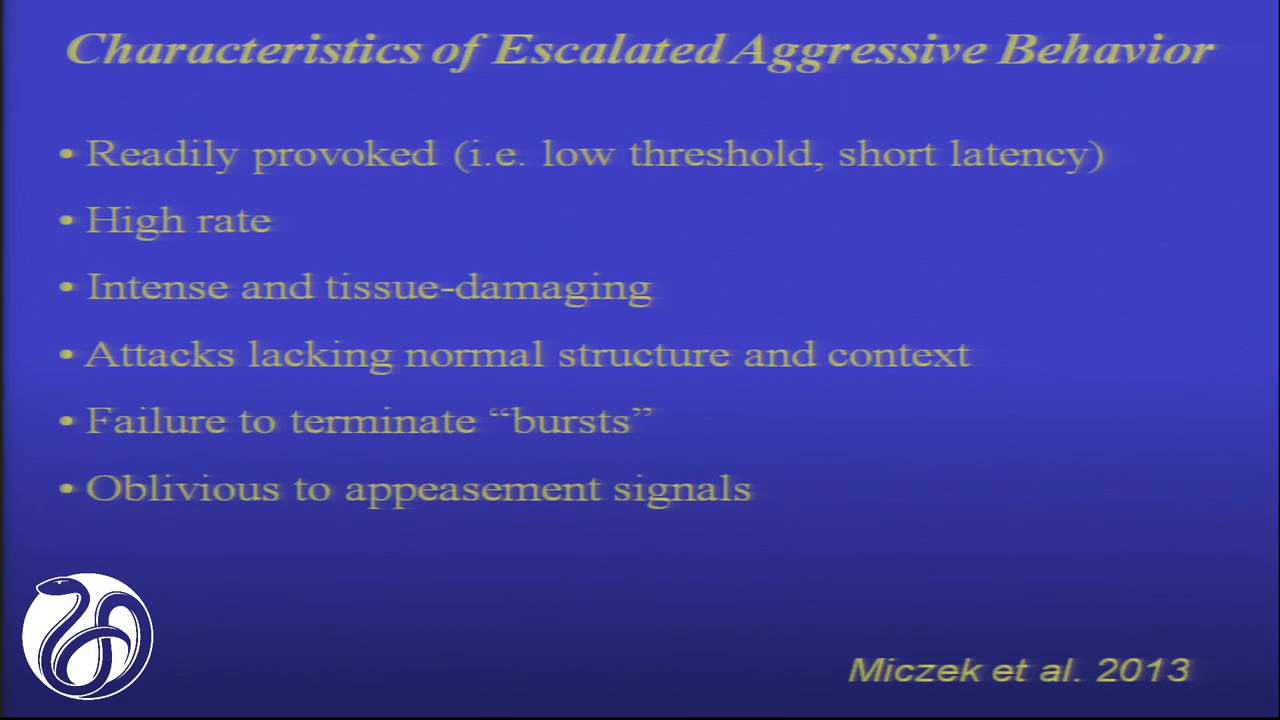 Characteristics of Escalated Aggressive Behavior
• Readily provoked (i.e. low threshold, short latency)
• High rate
• Intense and tissue-damaging
• Attacks lacking normal structure and context
• Failure to terminate “bursts”
• Oblivious to appeasement signals
Miczek et al. 2013